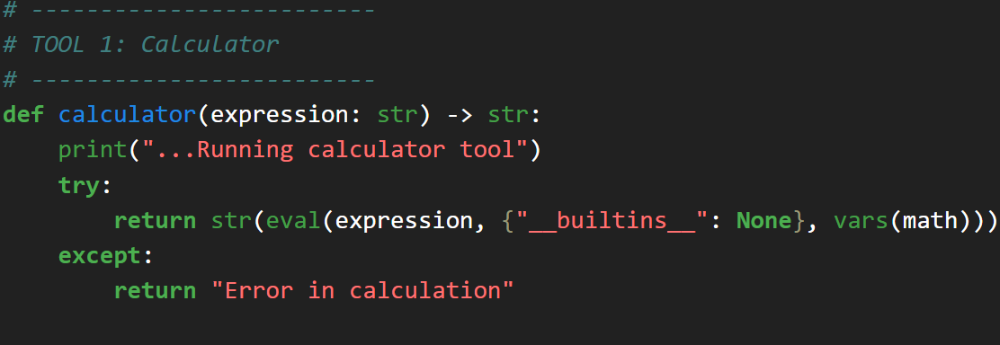 # -------------------------
# TOOL 1: Calculator
# -------------------------
def calculator(expression: str) -> str:
    print("...Running calculator tool")
    try:
        return str(eval(expression, {"__builtins__": None}, vars(math)))
    except:
        return "Error in calculation"